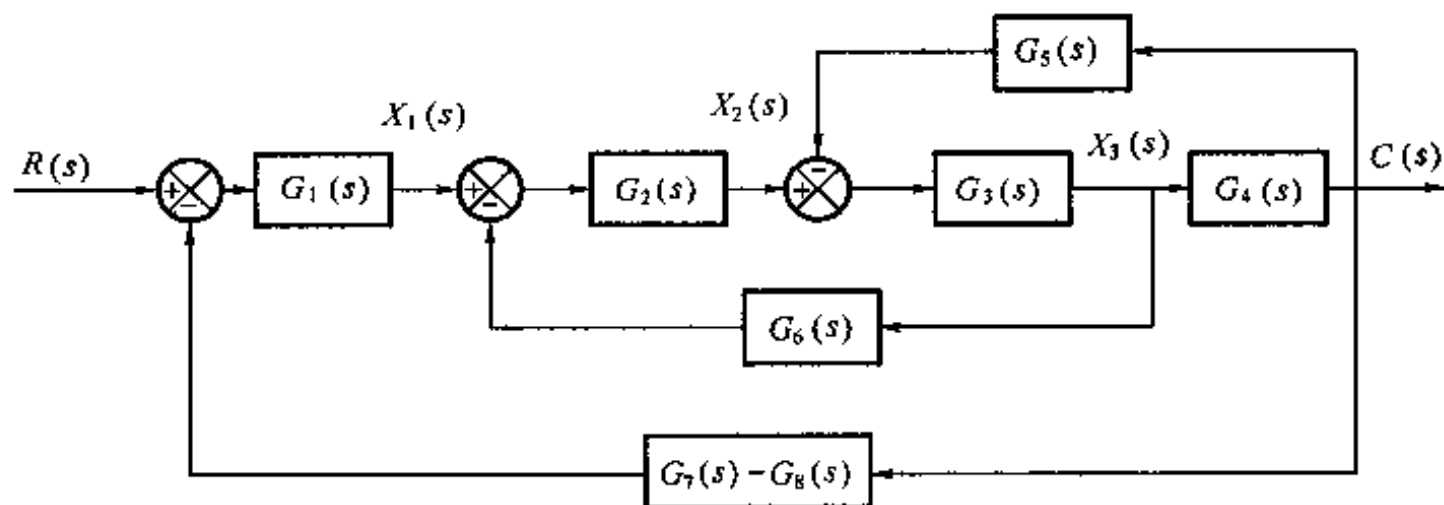 G₅(s)
X₁(s)
X₂(s)
X₃(s)
R(s)
C(s)
+
−
G₁(s)
+
−
G₂(s)
+
−
G₃(s)
G₄(s)
G₆(s)
G₇(s)−G₈(s)